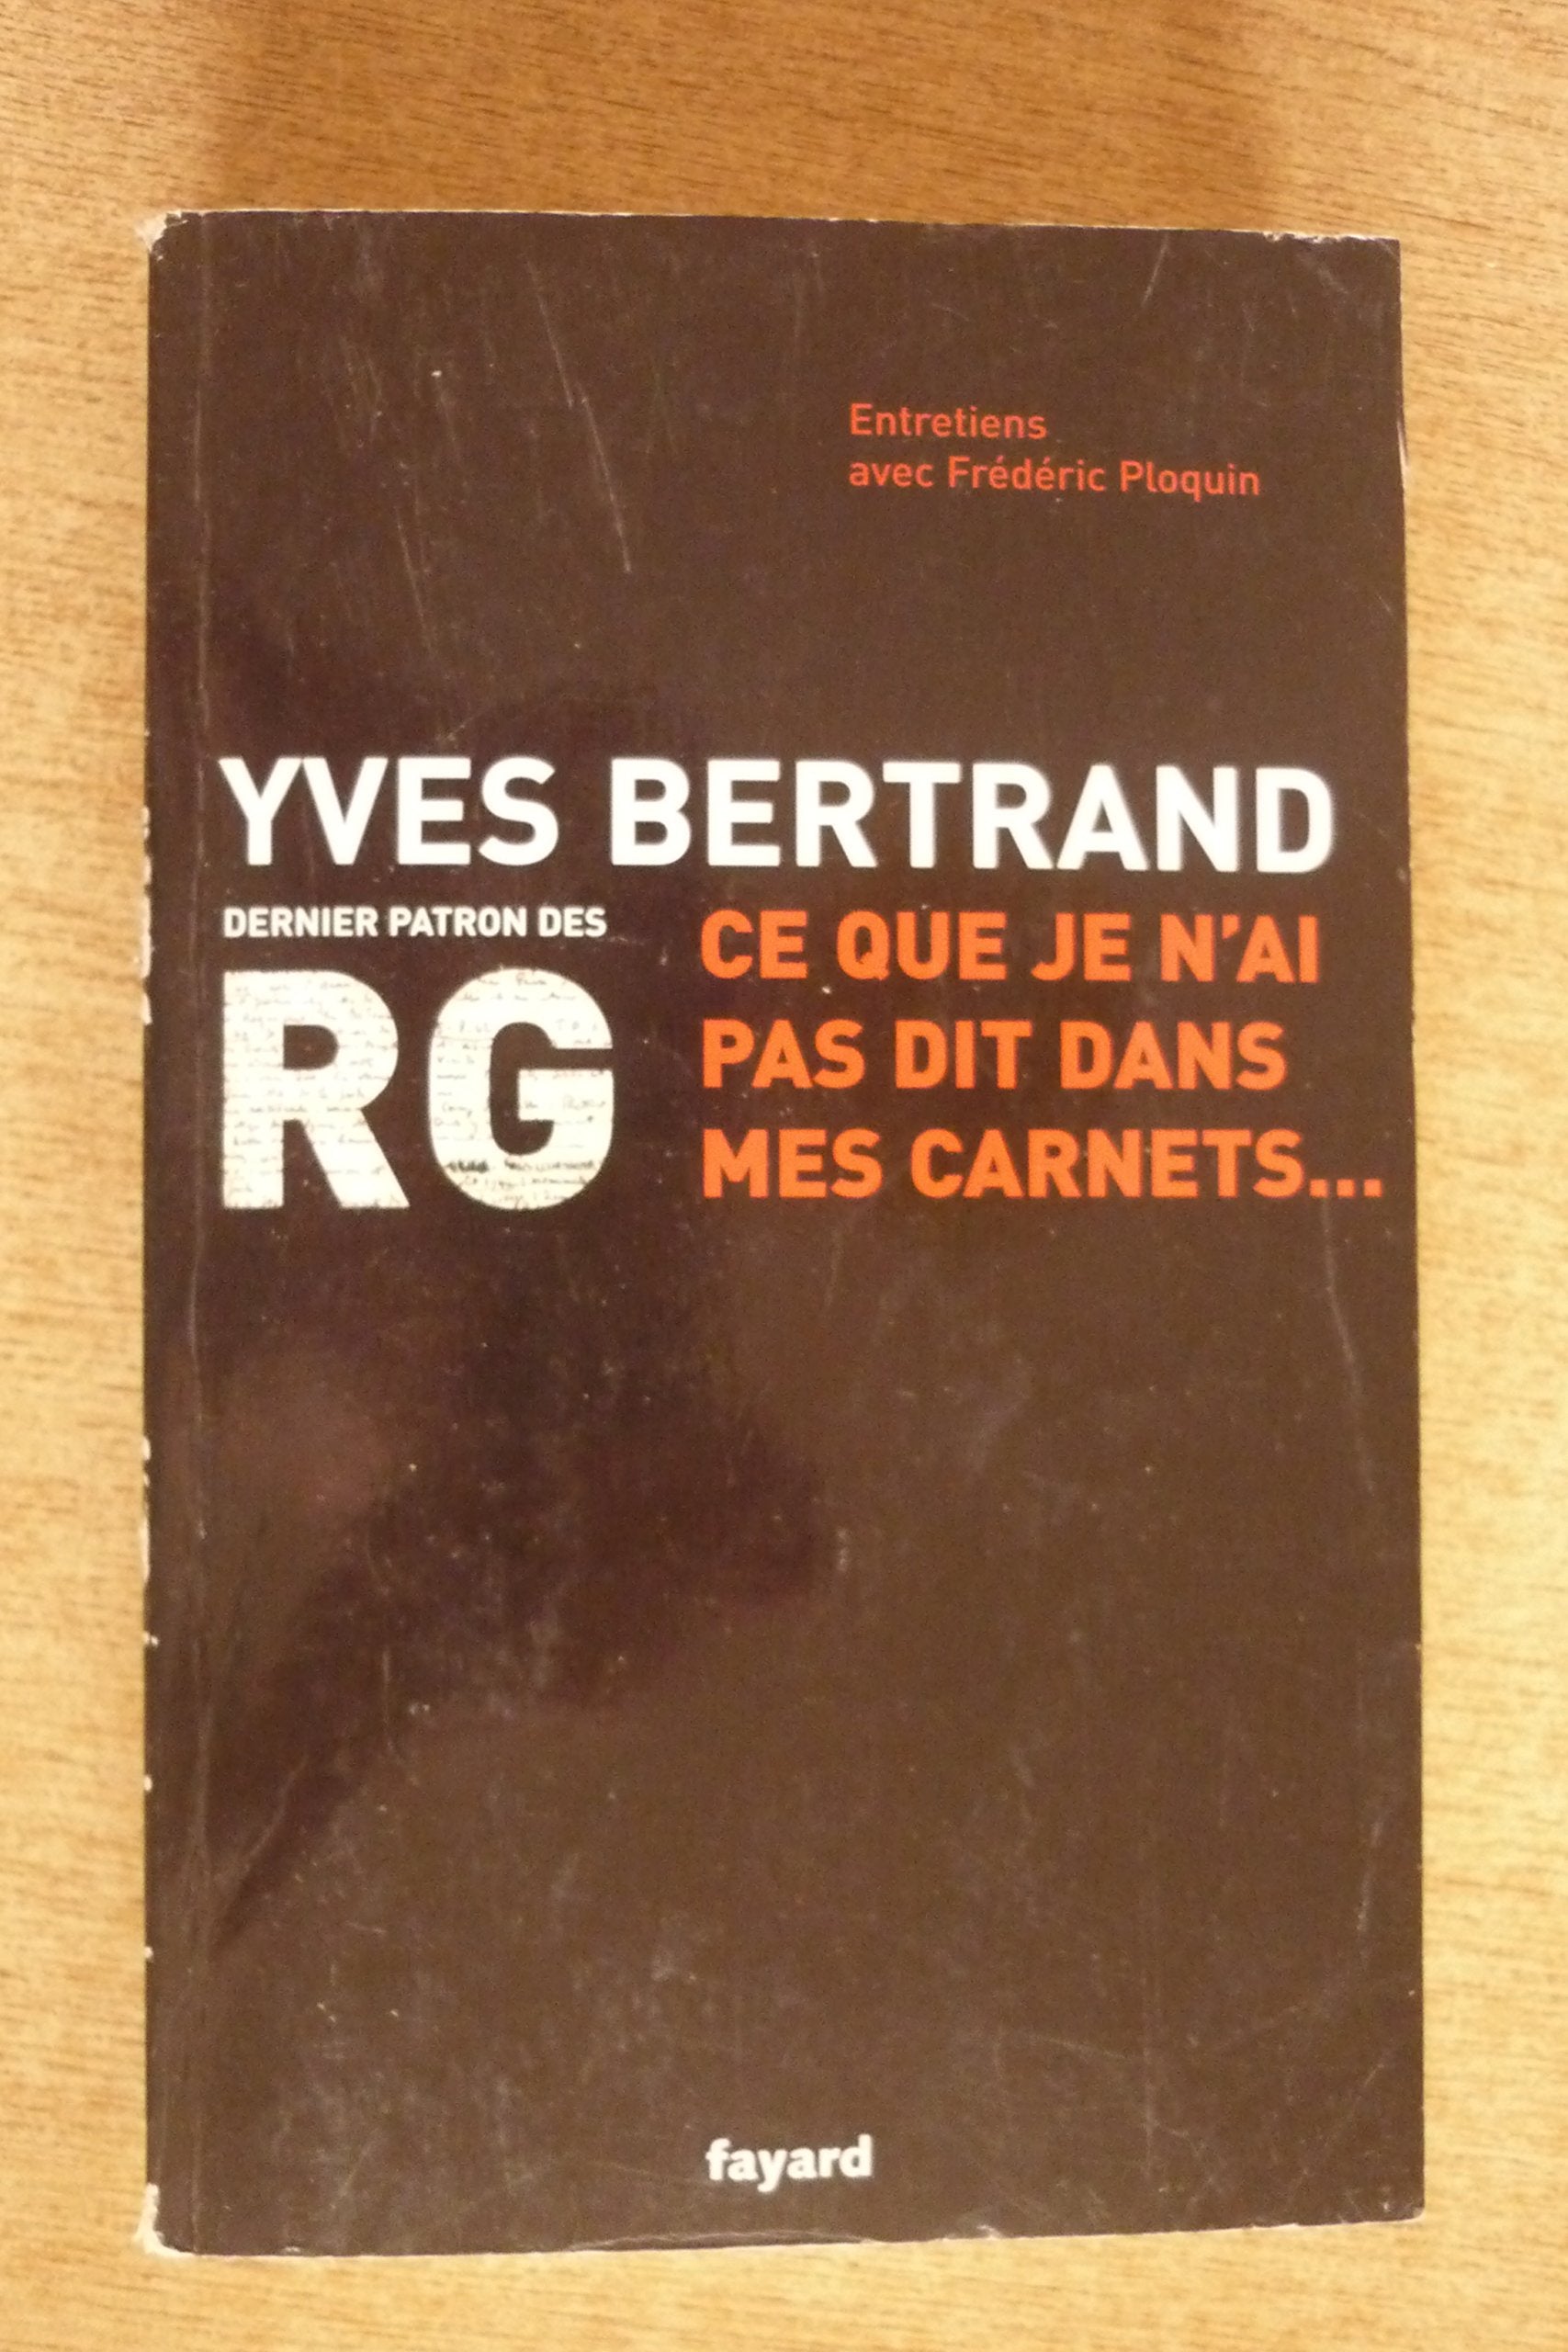 Entretiens
avec Frédéric Ploquin
YVES BERTRAND
DERNIER PATRON DES
RG
CE QUE JE N'AI
PAS DIT DANS
MES CARNETS...
fayard